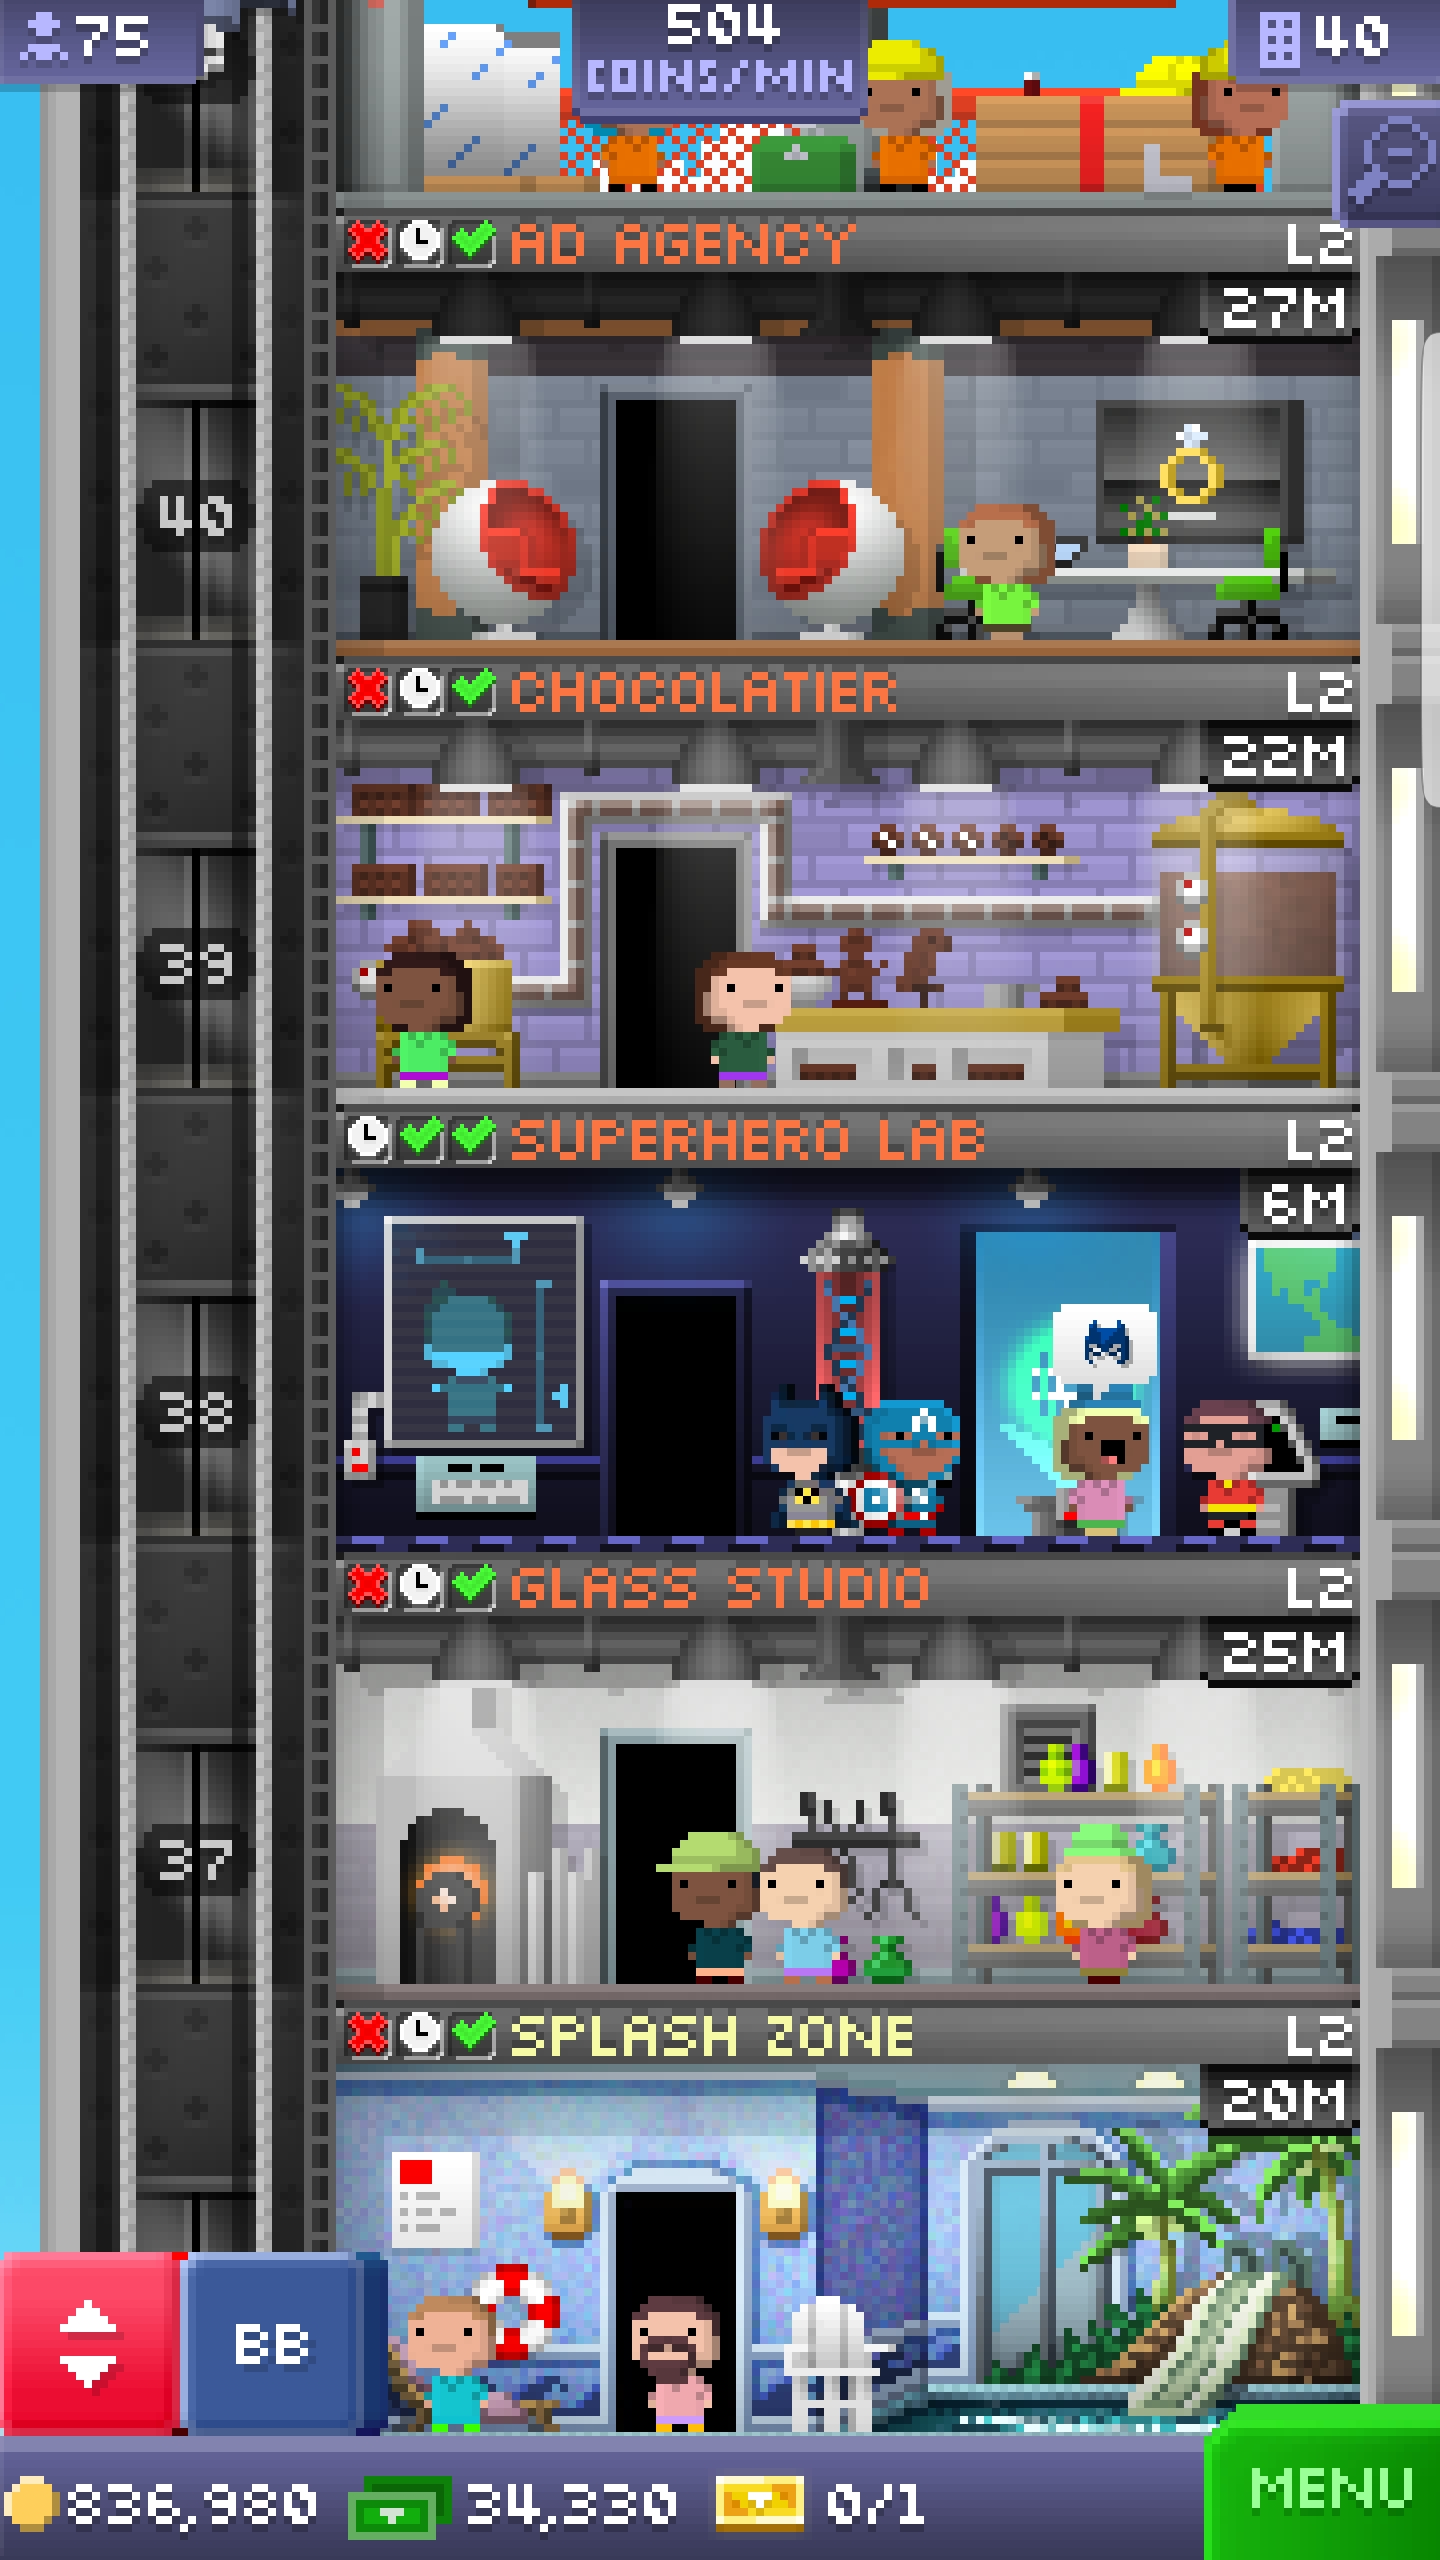 75
504
COINS/MIN
40
AD AGENCY L2
27M
40
CHOCOLATIER L2
22M
39
SUPERHERO LAB L2
6M
38
GLASS STUDIO L2
25M
37
SPLASH ZONE L2
20M
BB
836,980 34,330 0/1
MENU